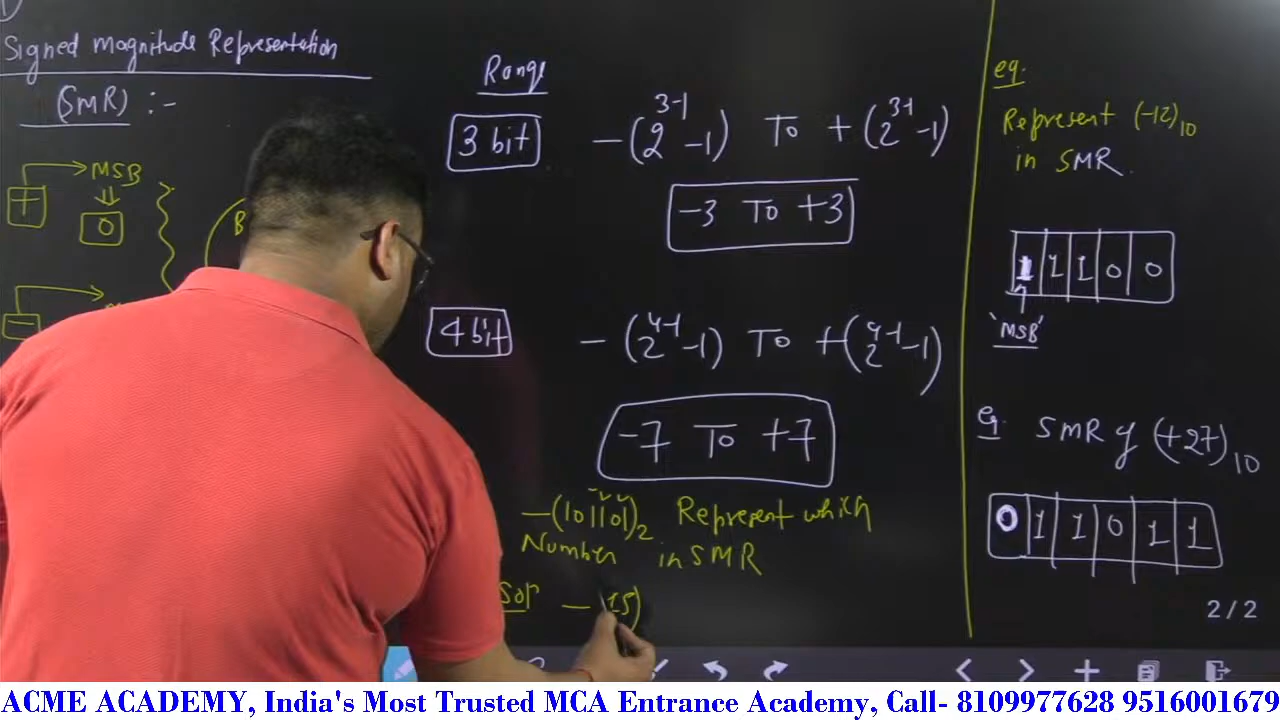 Signed Magnitude Representation
(SMR) :-
+ → MSB
⇓
0
B
−
Range
3 bit
-(2^(3-1) -1) To +(2^(3-1) -1)
-3 To +3
4 bit
-(2^(4-1) -1) To +(2^(4-1) -1)
-7 To +7
-(101101)₂ Represent which
Number in SMR
Sol
eg.
Represent (-12)₁₀
in SMR.
1 1 1 0 0
'MSB'
eg SMR of (+27)₁₀
0 1 1 0 1 1
2/2
ACME ACADEMY, India's Most Trusted MCA Entrance Academy, Call- 8109977628 9516001679